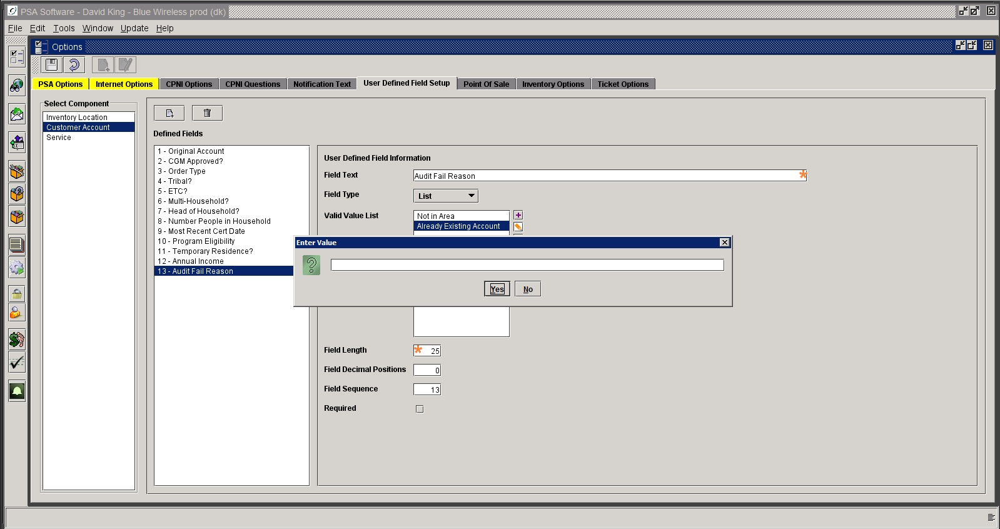 PSA Software - David King - Blue Wireless prod (dk)
File Edit Tools Window Update Help
Options
PSA Options Internet Options CPNI Options CPNI Questions Notification Text User Defined Field Setup Point Of Sale Inventory Options Ticket Options
Select Component
Inventory Location
Customer Account
Service
Defined Fields
1 - Original Account
2 - CGM Approved?
3 - Order Type
4 - Tribal?
5 - ETC?
6 - Multi-Household?
7 - Head of Household?
8 - Number People in Household
9 - Most Recent Cert Date
10 - Program Eligibility
11 - Temporary Residence?
12 - Annual Income
13 - Audit Fail Reason
User Defined Field Information
Field Text Audit Fail Reason
Field Type List
Valid Value List Not in Area
Already Existing Account
Enter Value
Yes No
Field Length 25
Field Decimal Positions 0
Field Sequence 13
Required